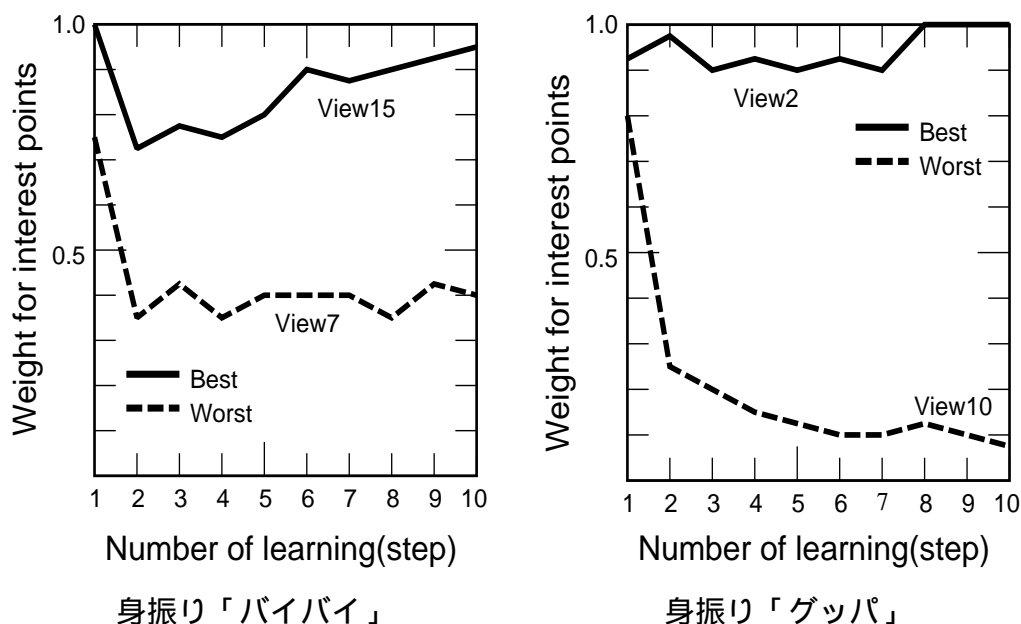 Weight for interest points
1.0
0.5
View15
View7
Best
Worst
1 2 3 4 5 6 7 8 9 10
Number of learning(step)
身振り「バイバイ」
Weight for interest points
1.0
0.5
View2
Best
Worst
View10
1 2 3 4 5 6 7 8 9 10
Number of learning(step)
身振り「グッパ」